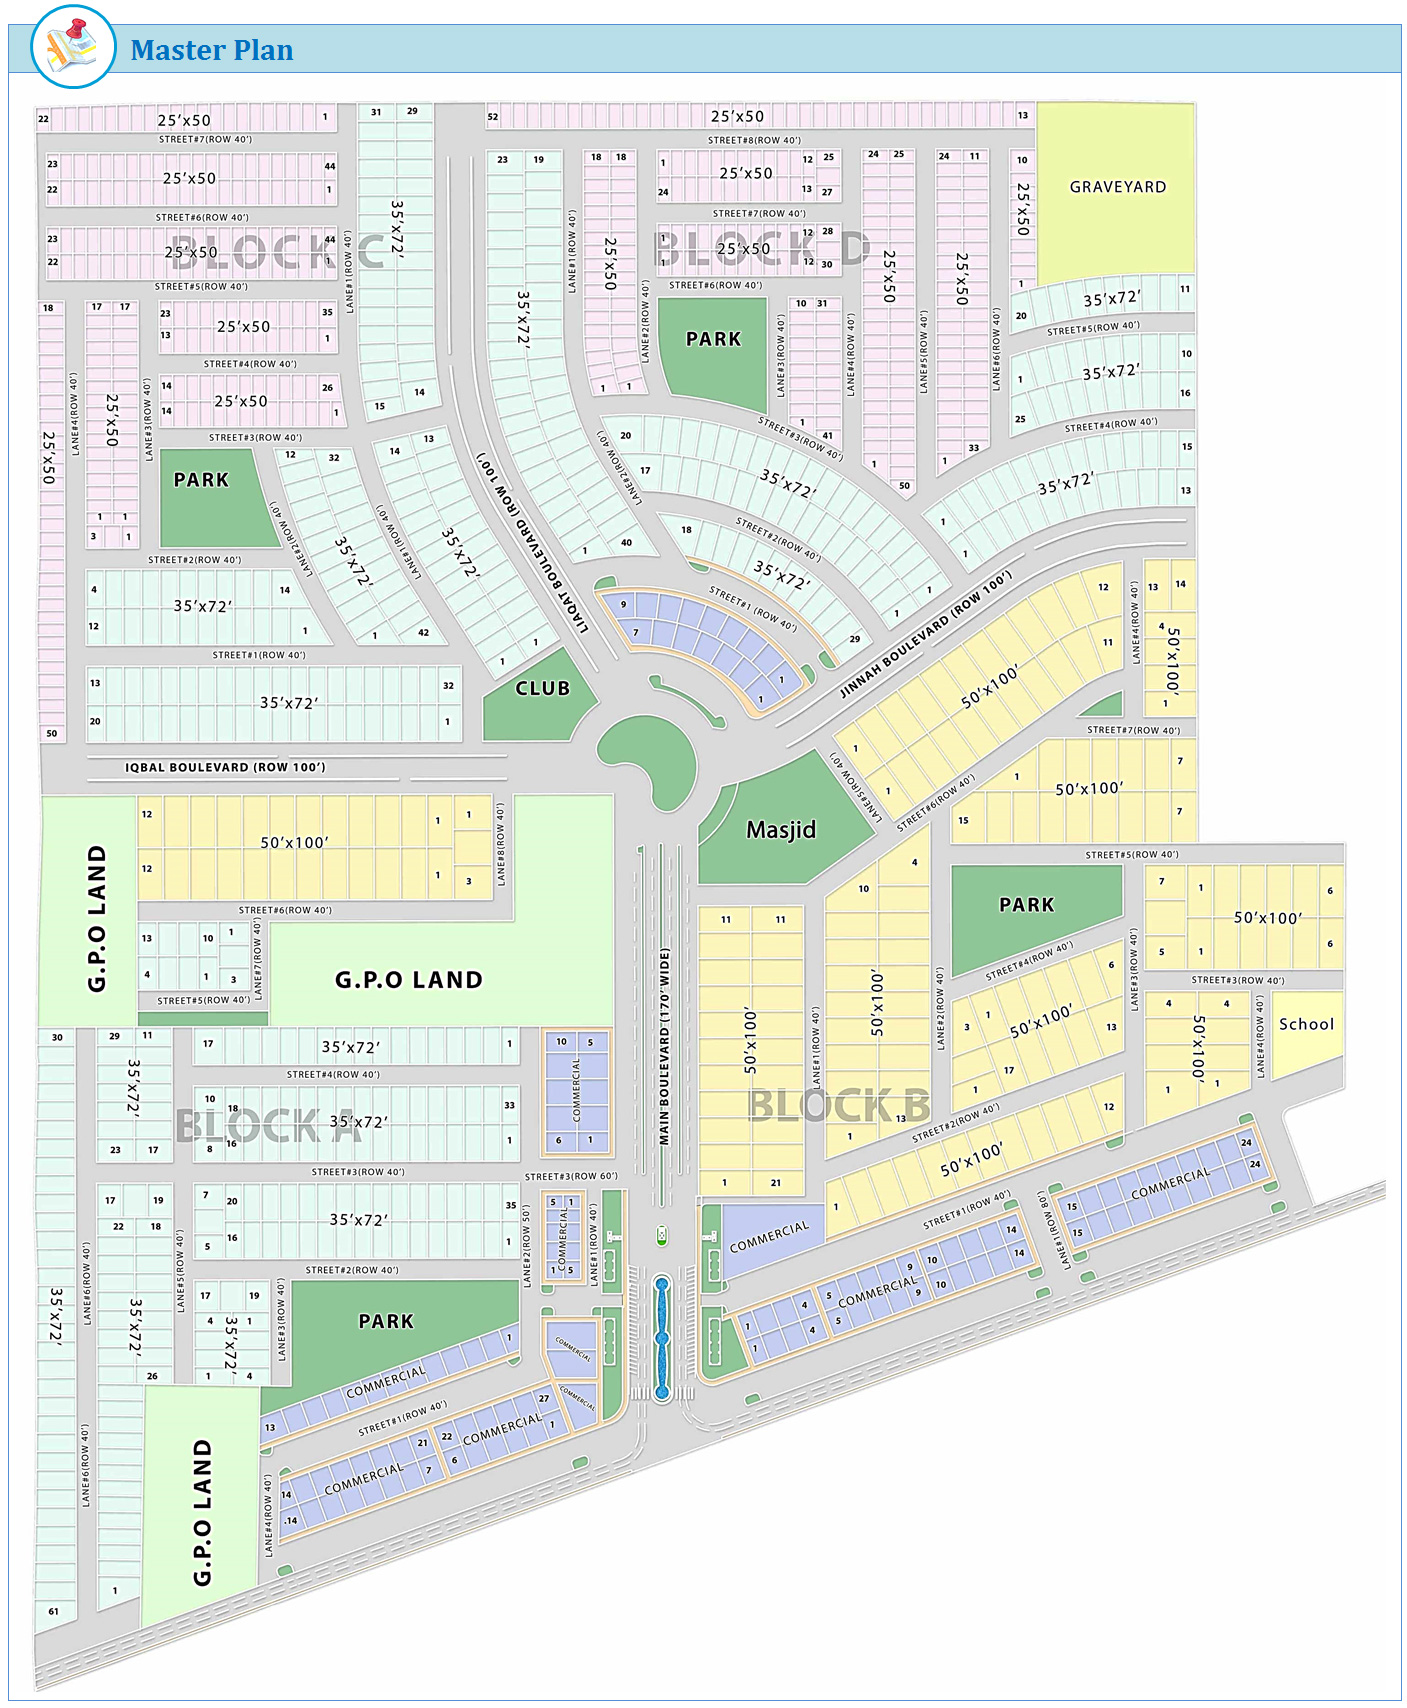 Master Plan
22 25'x50 1
STREET#7(ROW 40')
31 29
52 25'x50 13
STREET#8(ROW 40')
23 44
25'x50
22 1
STREET#6(ROW 40')
23 44
BLOCK C
25'x50
22 1
STREET#5(ROW 40')
35'x72'
LANE#1(ROW 40')
15 14
23 19
35'x72'
1 40
LANE#1(ROW 40')
18 18
25'x50
1 1
LANE#2(ROW 40')
1 12 25
25'x50
24 13 27
STREET#7(ROW 40')
1 12 28
BLOCK D
25'x50
1 12 30
STREET#6(ROW 40')
PARK
LANE#3(ROW 40')
10 31
1 41
LANE#4(ROW 40')
24 25
25'x50
1 50
LANE#5(ROW 40')
24 11
25'x50
1 33
LANE#6(ROW 40')
10
25'x50
1
GRAVEYARD
35'x72' 11
20
STREET#5(ROW 40')
10
1 35'x72'
16
25
STREET#4(ROW 40')
15
35'x72'
13
1
1
18
25'x50
50
LANE#4(ROW 40')
17 17
25'x50
1 1
3 1
LANE#3(ROW 40')
23 35
25'x50
13 1
STREET#4(ROW 40')
14 26
25'x50
14 1
STREET#3(ROW 40')
PARK
STREET#2(ROW 40')
12 32
LANE#2(ROW 40')
35'x72'
1 42
LANE#1(ROW 40')
14 13
35'x72'
1 1
LIAQAT BOULEVARD (ROW 100')
4 14
35'x72'
12 1
STREET#1(ROW 40')
13 32
35'x72'
20 1
CLUB
STREET#3(ROW 40')
LANE#2(ROW 40')
20
17
35'x72'
1 1
STREET#2(ROW 40')
18
35'x72'
29
STREET#1 (ROW 40')
9
7
1
1
JINNAH BOULEVARD (ROW 100')
IQBAL BOULEVARD (ROW 100')
12
11
50'x100'
1
1
LANE#4(ROW 40')
13 14
4
50'x100'
1
STREET#7(ROW 40')
LANE#5(ROW 40')
STREET#6(ROW 40')
7
1
50'x100'
7
15
STREET#5(ROW 40')
Masjid
G.P.O LAND
12 1 1
50'x100'
12 1 3
LANE#8(ROW 40')
STREET#6(ROW 40')
13 10 1
4 1 3
LANE#7(ROW 40')
STREET#5(ROW 40')
G.P.O LAND
MAIN BOULEVARD (170' WIDE)
11 11
50'x100'
1 21
LANE#1(ROW 40')
4
10
50'x100'
13
1
LANE#2(ROW 40')
BLOCK B
PARK
STREET#4(ROW 40')
6
3 1
50'x100'
13
17
1
LANE#3(ROW 40')
7 1 6
50'x100'
5 1 6
STREET#3(ROW 40')
4 4
50'x100'
1 1
LANE#4(ROW 40')
School
STREET#2(ROW 40')
12
50'x100'
1
30
35'x72'
61
29 11
35'x72'
23 17
17 35'x72' 1
STREET#4(ROW 40')
10
18
33
BLOCK A
35'x72'
16
8
1
STREET#3(ROW 40')
10 5
COMMERCIAL
6 1
STREET#3(ROW 60')
17 19
22 18
35'x72'
26
1
LANE#6(ROW 40')
LANE#6(ROW 40')
LANE#5(ROW 40')
7
20
35
35'x72'
16
5
1
STREET#2(ROW 40')
LANE#2(ROW 50')
5 1
COMMERCIAL
1 5
LANE#1(ROW 40')
17 19
4 1
35'x72'
1 4
LANE#3(ROW 40')
PARK
1
COMMERCIAL
13
STREET#1(ROW 40')
COMMERCIAL
COMMERCIAL
27
22
COMMERCIAL
1
21
6
7
COMMERCIAL
14
.14
LANE#4(ROW 40')
G.P.O LAND
COMMERCIAL
STREET#1(ROW 40')
14
14
9 10
COMMERCIAL
9 10
5
4
5
4
1
1
LANE#1(ROW 80')
24
24
COMMERCIAL
15
15